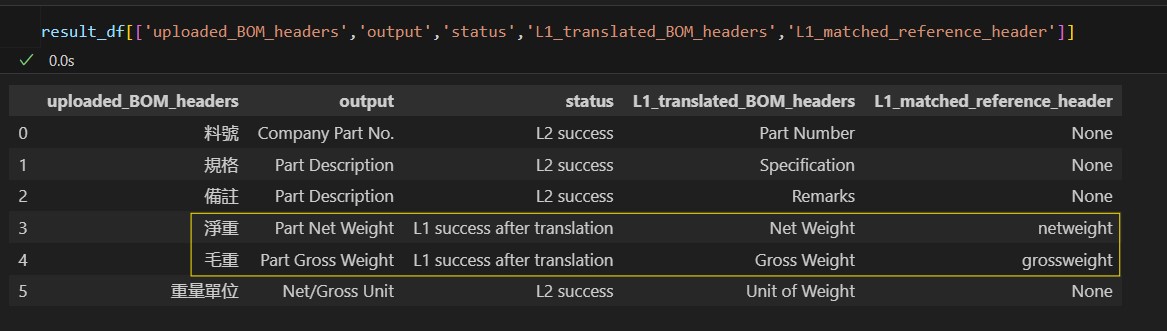 result_df[['uploaded_BOM_headers','output','status','L1_translated_BOM_headers','L1_matched_reference_header']]
0.0s
uploaded_BOM_headers output status L1_translated_BOM_headers L1_matched_reference_header
0 料號 Company Part No. L2 success Part Number None
1 規格 Part Description L2 success Specification None
2 備註 Part Description L2 success Remarks None
3 淨重 Part Net Weight L1 success after translation Net Weight netweight
4 毛重 Part Gross Weight L1 success after translation Gross Weight grossweight
5 重量單位 Net/Gross Unit L2 success Unit of Weight None